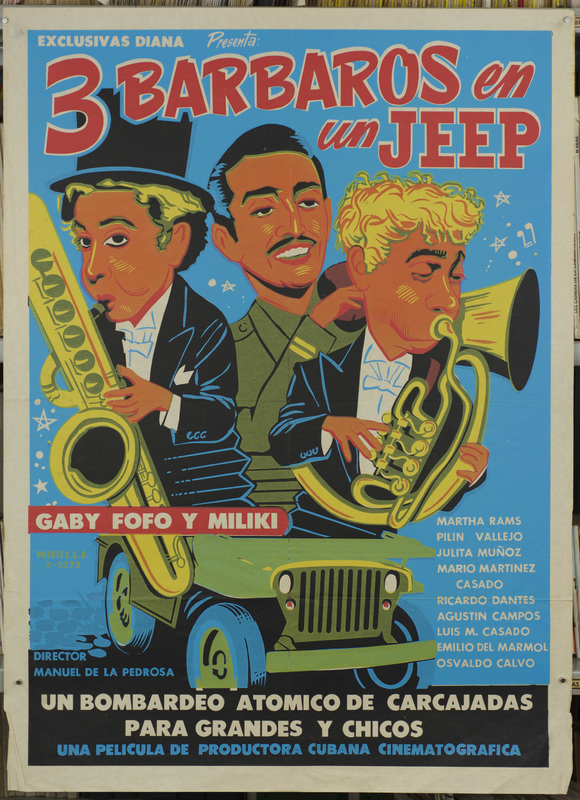 EXCLUSIVAS DIANA Presenta:
3 BARBAROS en
un JEEP
GABY FOFO Y MILIKI
MARTHA RAMS
PILIN VALLEJO
JULITA MUÑOZ
MARIO MARTINEZ
CASADO
RICARDO DANTES
AGUSTIN CAMPOS
LUIS M. CASADO
EMILIO DEL MARMOL
OSVALDO CALVO
DIRECTOR
MANUEL DE LA PEDROSA
UN BOMBARDEO ATOMICO DE CARCAJADAS
PARA GRANDES Y CHICOS
UNA PELICULA DE PRODUCTORA CUBANA CINEMATOGRAFICA